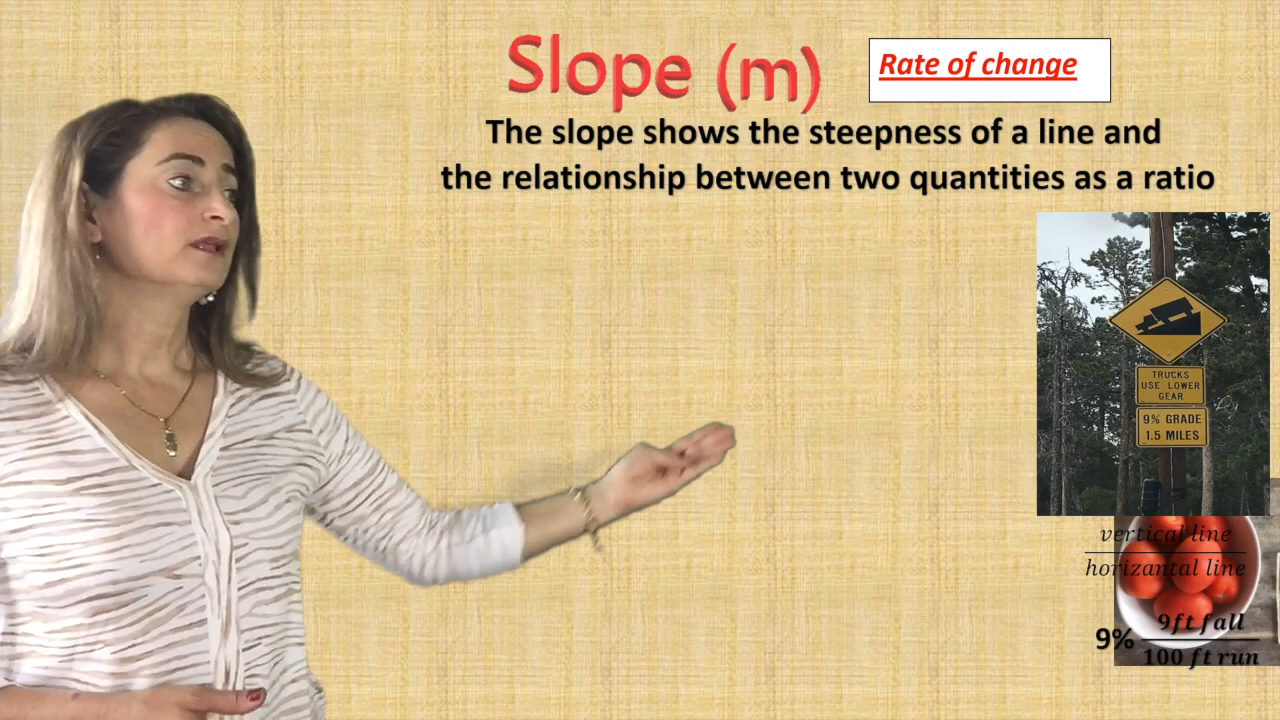 Slope (m)
Rate of change
The slope shows the steepness of a line and
the relationship between two quantities as a ratio
TRUCKS
USE LOWER
GEAR
9% GRADE
1.5 MILES
vertical line
horizantal line
9% 9ft fall
100 ft run